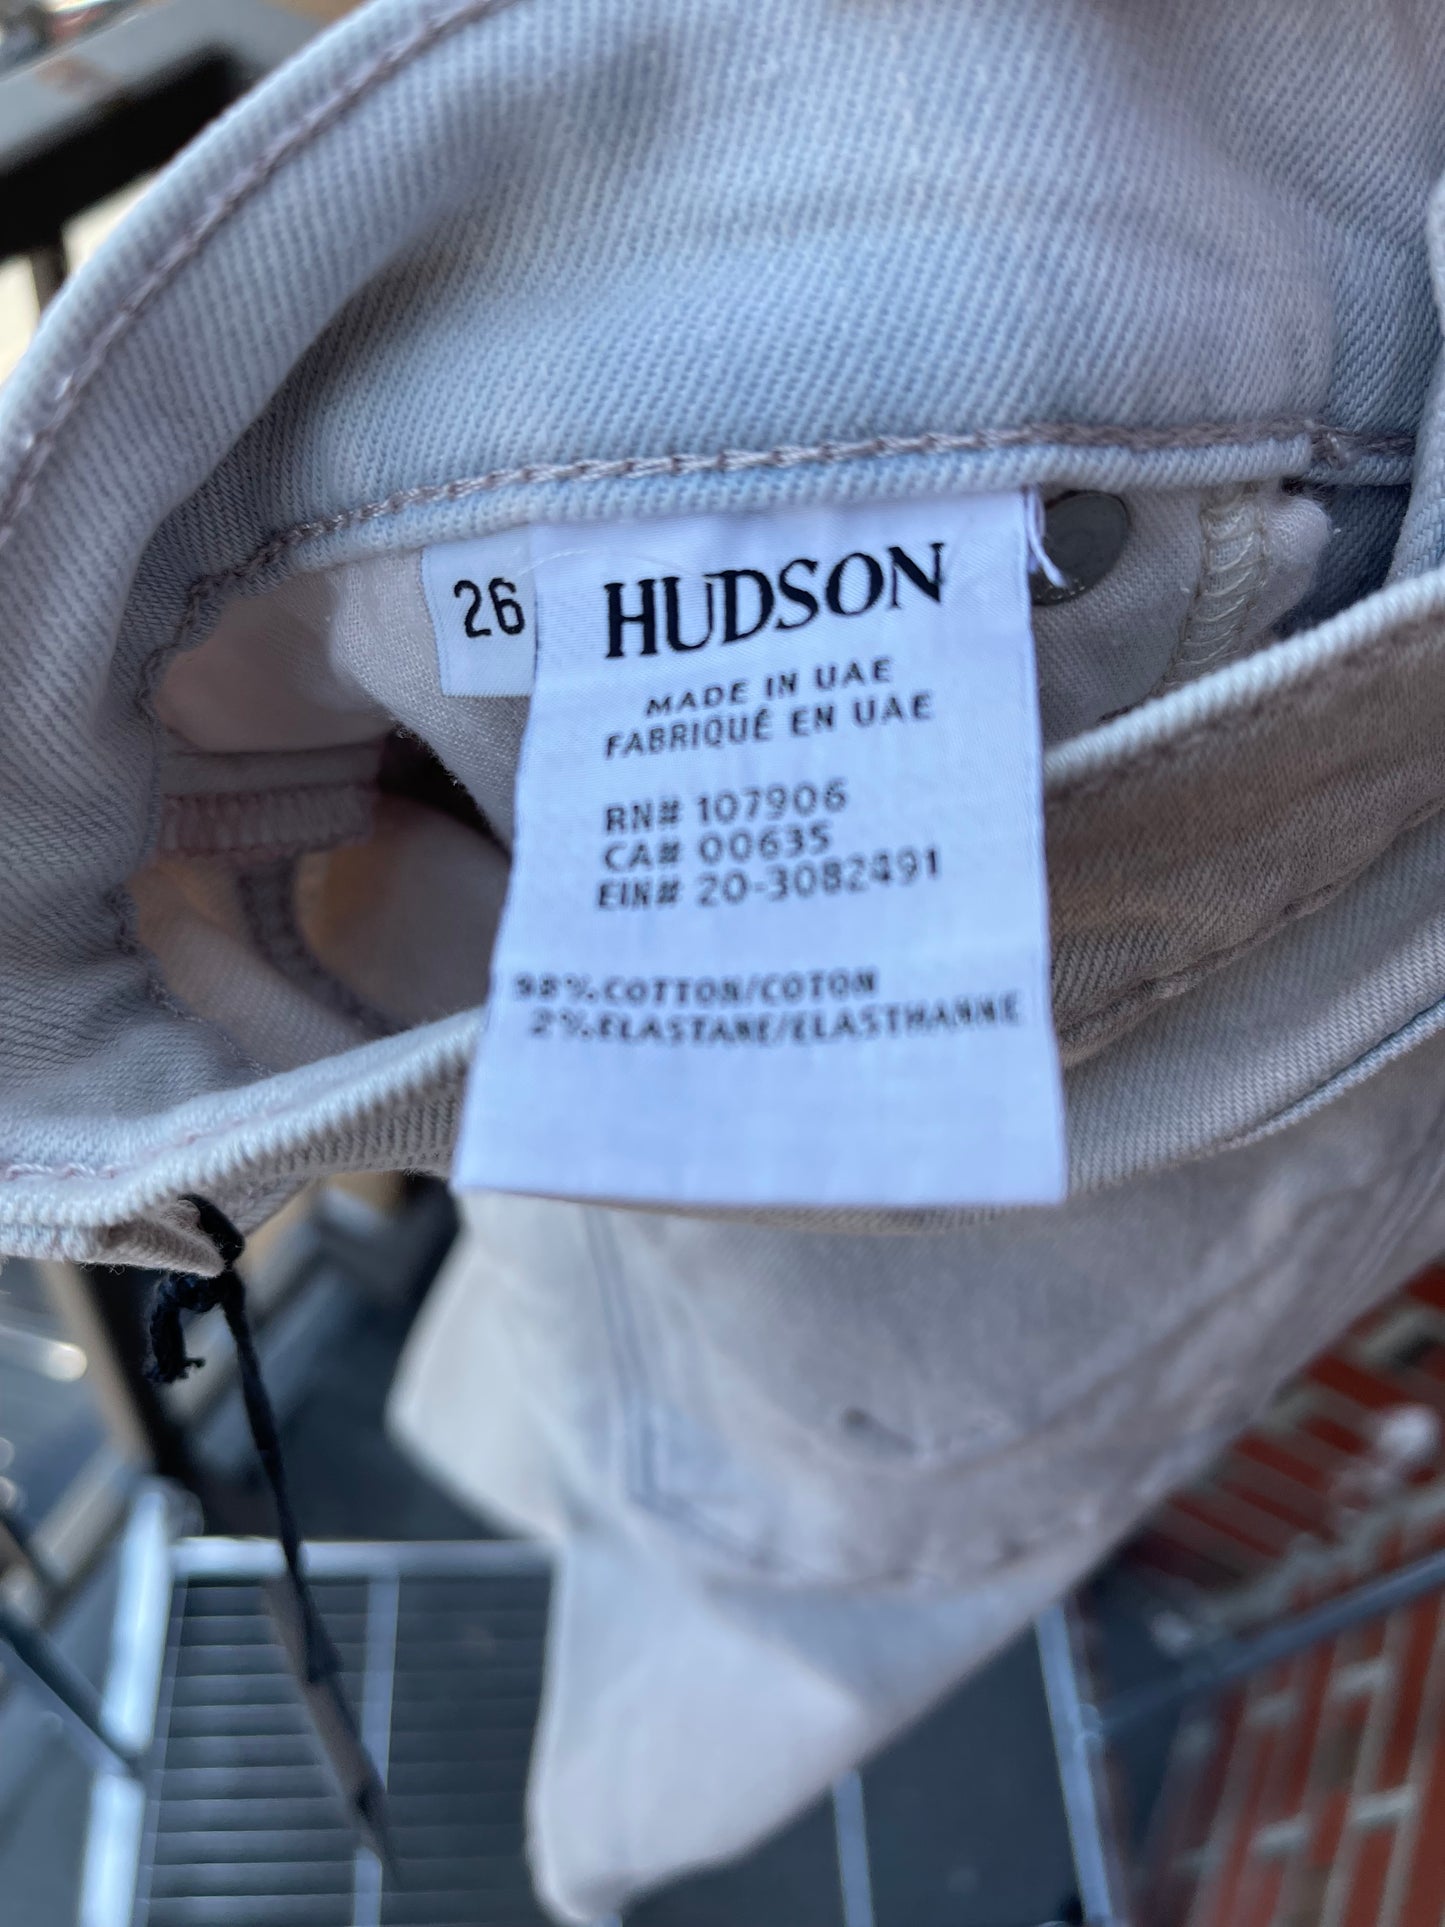 26
HUDSON
MADE IN UAE
FABRIQUÉ EN UAE
RN# 107906
CA# 00635
EIN# 20-3082491
98% COTTON/COTON
2% ELASTANE/ELASTHANNE